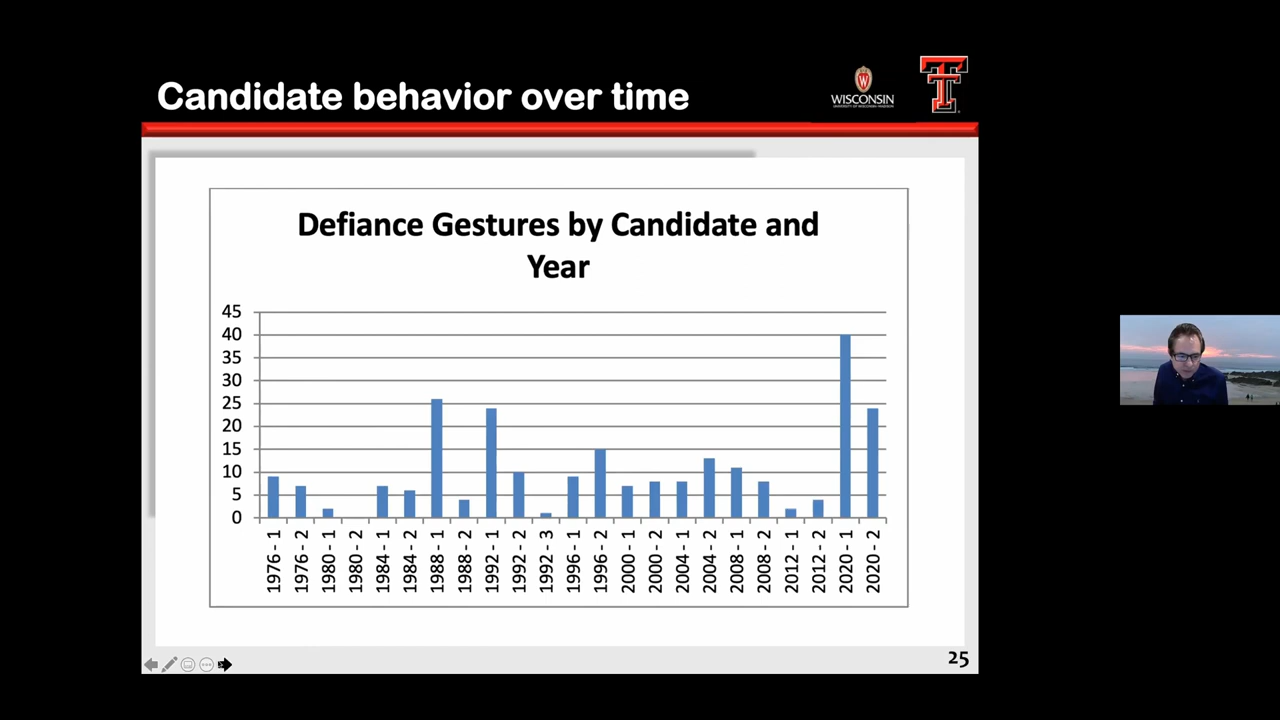 Candidate behavior over time
WISCONSIN
Defiance Gestures by Candidate and
Year
45
40
35
30
25
20
15
10
5
0
1976 - 1
1976 - 2
1980 - 1
1980 - 2
1984 - 1
1984 - 2
1988 - 1
1988 - 2
1992 - 1
1992 - 2
1992 - 3
1996 - 1
1996 - 2
2000 - 1
2000 - 2
2004 - 1
2004 - 2
2008 - 1
2008 - 2
2012 - 1
2012 - 2
2020 - 1
2020 - 2
25